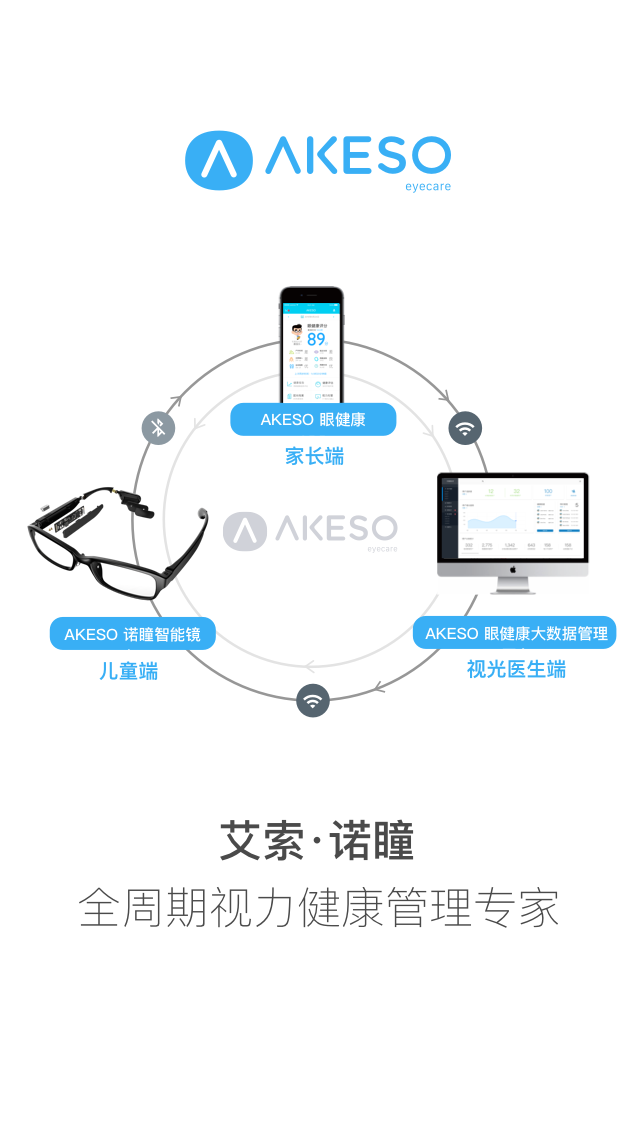 AKESO
eyecare
89
AKESO 眼健康
家长端
AKESO
eyecare
AKESO 诺瞳智能镜
儿童端
AKESO 眼健康大数据管理
视光医生端
艾索·诺瞳
全周期视力健康管理专家